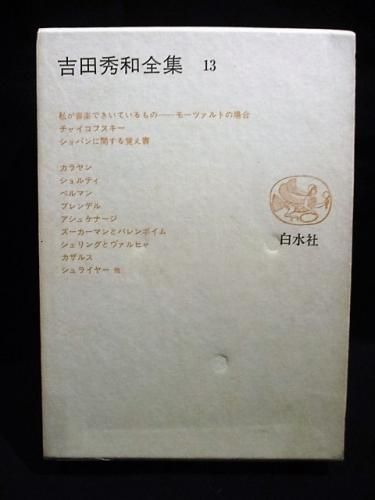 吉田秀和全集 13
私が音楽できいているもの――モーツァルトの場合
チャイコフスキー
ショパンに関する覚え書
カラヤン
ショルティ
ベルマン
ブレンデル
アシュケナージ
ズーカーマンとバレンボイム
シェリングとヴァルヒャ
カザルス
シュライヤー 他
白水社